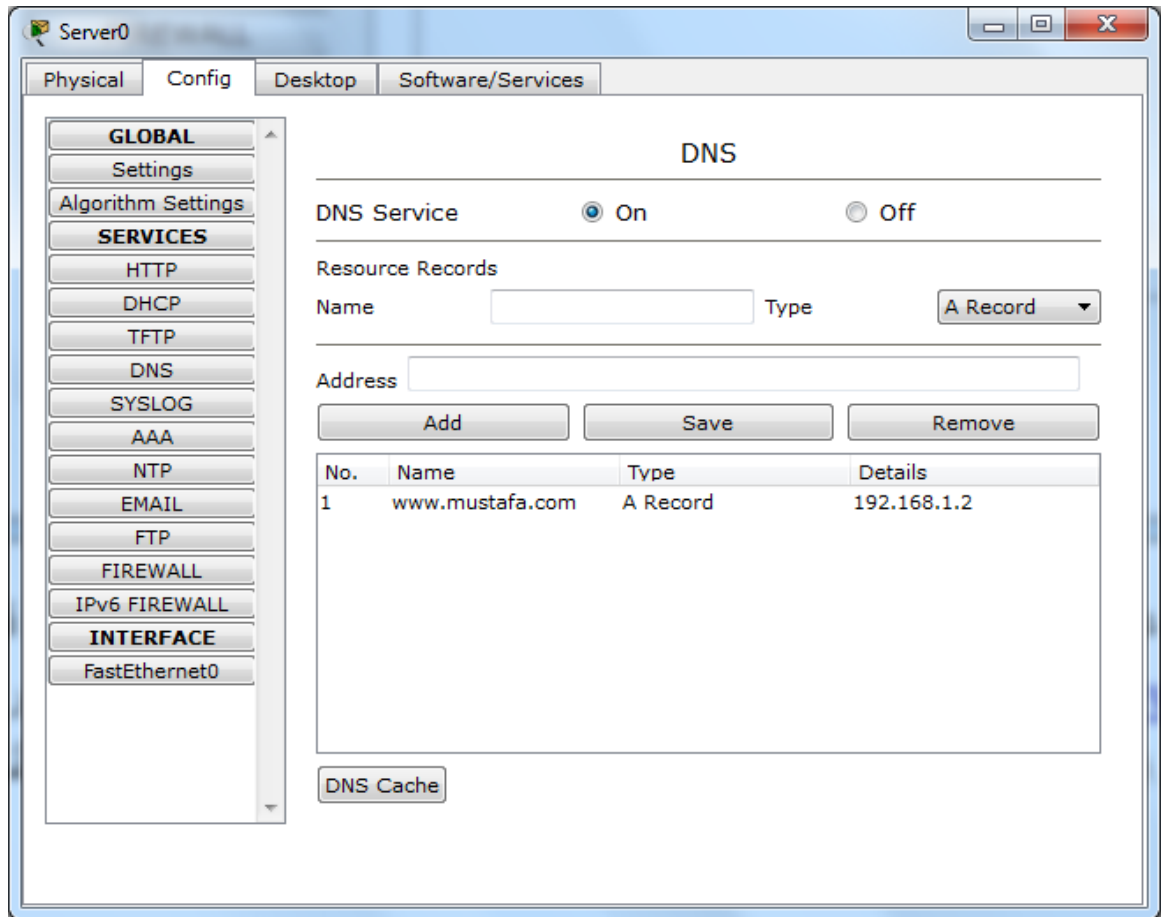 Server0
Physical Config Desktop Software/Services
GLOBAL
Settings
Algorithm Settings
SERVICES
HTTP
DHCP
TFTP
DNS
SYSLOG
AAA
NTP
EMAIL
FTP
FIREWALL
IPv6 FIREWALL
INTERFACE
FastEthernet0
DNS
DNS Service On Off
Resource Records
Name Type A Record
Address
Add Save Remove
No. Name Type Details
1 www.mustafa.com A Record 192.168.1.2
DNS Cache